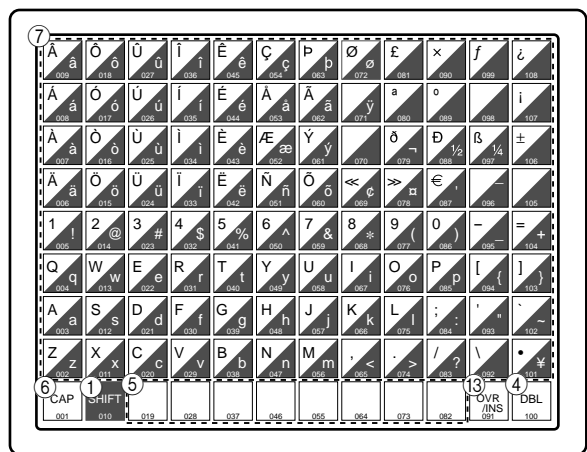 ⑦
Â â Ô ô Û û Î î Ê ê Ç ç Þ þ Ø ø £ × ƒ ¿
009 018 027 036 045 054 063 072 081 090 099 108
Á á Ó ó Ú ú Í í É é Å å Ã ã ÿ ª º ¡
008 017 026 035 044 053 062 071 080 089 098 107
À à Ò ò Ù ù Ì ì È è Æ æ Ý ý ð ¬ Ð ½ ß ¼ ±
007 016 025 034 043 052 061 070 079 088 097 106
Ä ä Ö ö Ü ü Ï ï Ë ë Ñ ñ Õ õ ≪ ¢ ≫ ¤ € ' –
006 015 024 033 042 051 060 069 078 087 096 105
1 ! 2 @ 3 # 4 $ 5 % 6 ^ 7 & 8 * 9 ( 0 ) – _ = +
005 014 023 032 041 050 059 068 077 086 095 104
Q q W w E e R r T t Y y U u I i O o P p [ { ] }
004 013 022 031 040 049 058 067 076 085 094 103
A a S s D d F f G g H h J j K k L l ; : ' " ` ~
003 012 021 030 039 048 057 066 075 084 093 102
Z z X x C c V v B b N n M m , < . > / ? \ • ¥
002 011 020 029 038 047 056 065 074 083 092 101
⑥ ① ⑤ ⑬ ④
CAP SHIFT OVR /INS DBL
001 010 019 028 037 046 055 064 073 082 091 100